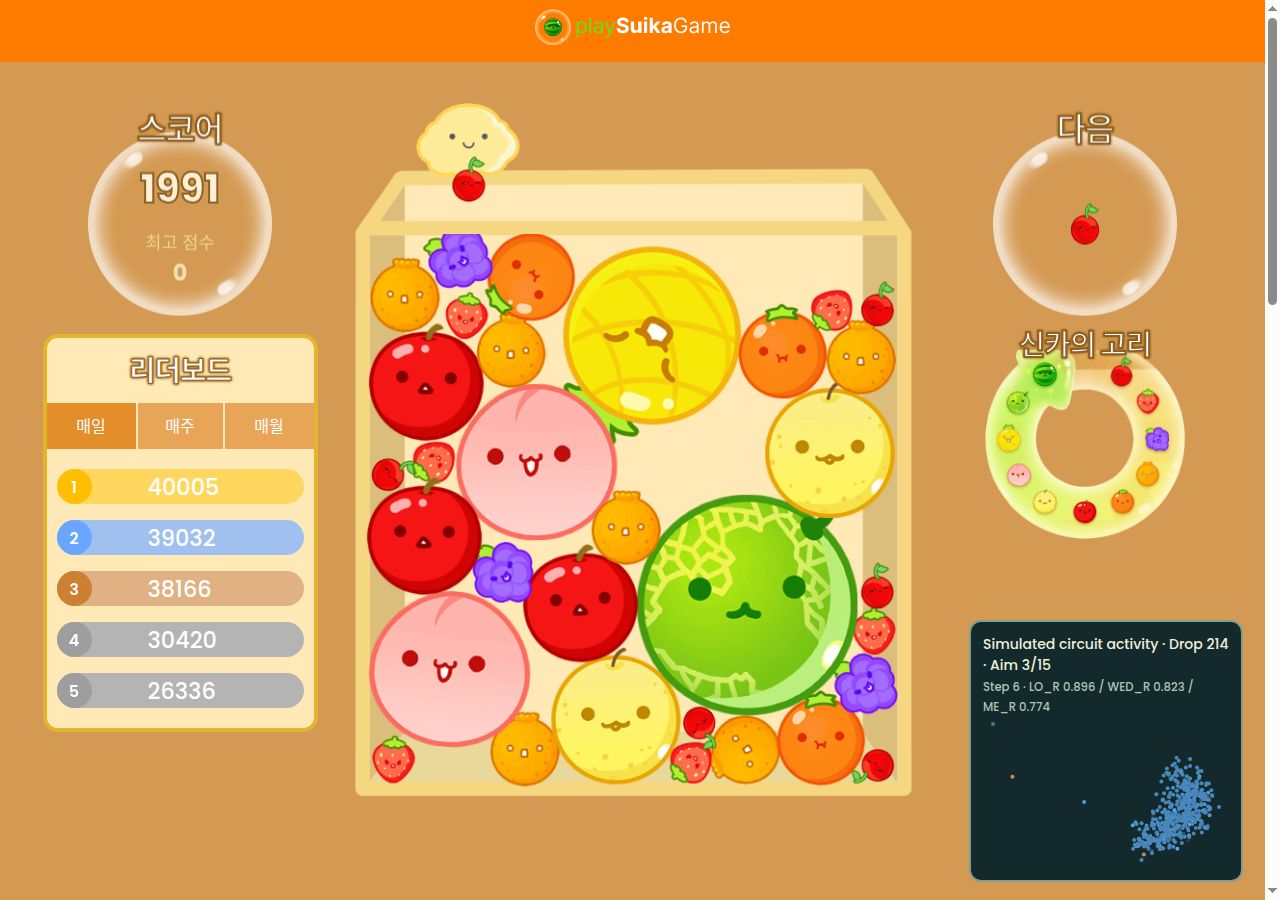 playSuikaGame
스코어
1991
최고 점수
0
다음
신카의 고리
리더보드
매일
매주
매월
1 40005
2 39032
3 38166
4 30420
5 26336
Simulated circuit activity · Drop 214
· Aim 3/15
Step 6 · LO_R 0.896 / WED_R 0.823 /
ME_R 0.774